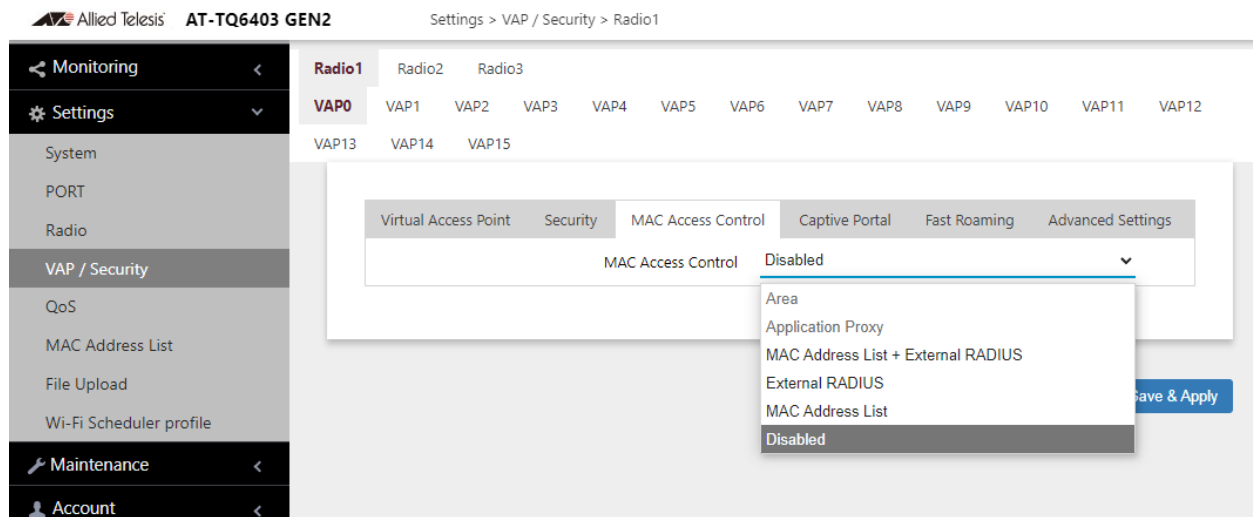 Allied Telesis AT-TQ6403 GEN2 Settings > VAP / Security > Radio1
Monitoring
Settings
System
PORT
Radio
VAP / Security
QoS
MAC Address List
File Upload
Wi-Fi Scheduler profile
Maintenance
Account
Radio1 Radio2 Radio3
VAP0 VAP1 VAP2 VAP3 VAP4 VAP5 VAP6 VAP7 VAP8 VAP9 VAP10 VAP11 VAP12
VAP13 VAP14 VAP15
Virtual Access Point Security MAC Access Control Captive Portal Fast Roaming Advanced Settings
MAC Access Control Disabled
Area
Application Proxy
MAC Address List + External RADIUS
External RADIUS
MAC Address List
Disabled
Save & Apply